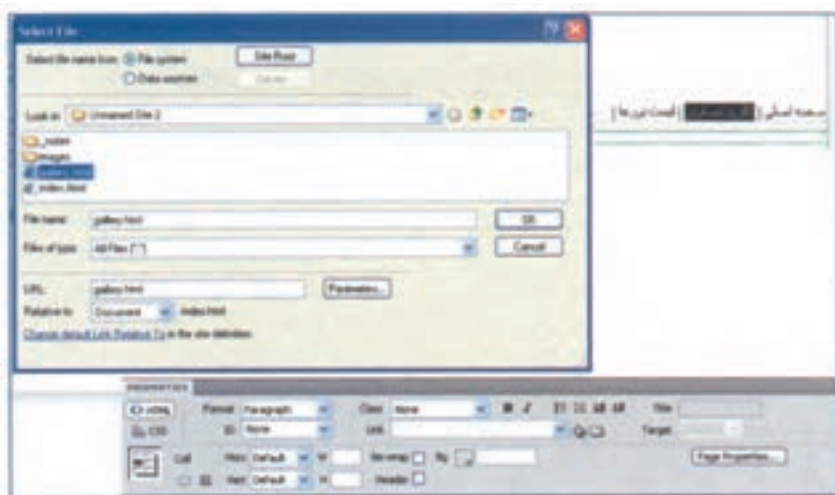 Select File
Select file name from: File system Site Root
Data sources
Look in: Unnamed Site 2
_notes
images
gallery.html
index.html
File name: gallery.html OK
Files of type: All Files (*.*) Cancel
URL: gallery.html Parameters...
Relative to: Document index.html
Change default Link Relative To in the site definition.
صفحه اصلی | | لیست تورها |
PROPERTIES
HTML Format Paragraph Class None B I Title
CSS ID None Link Target
Cell Horz Default W No wrap Bg Page Properties...
Vert Default H Header